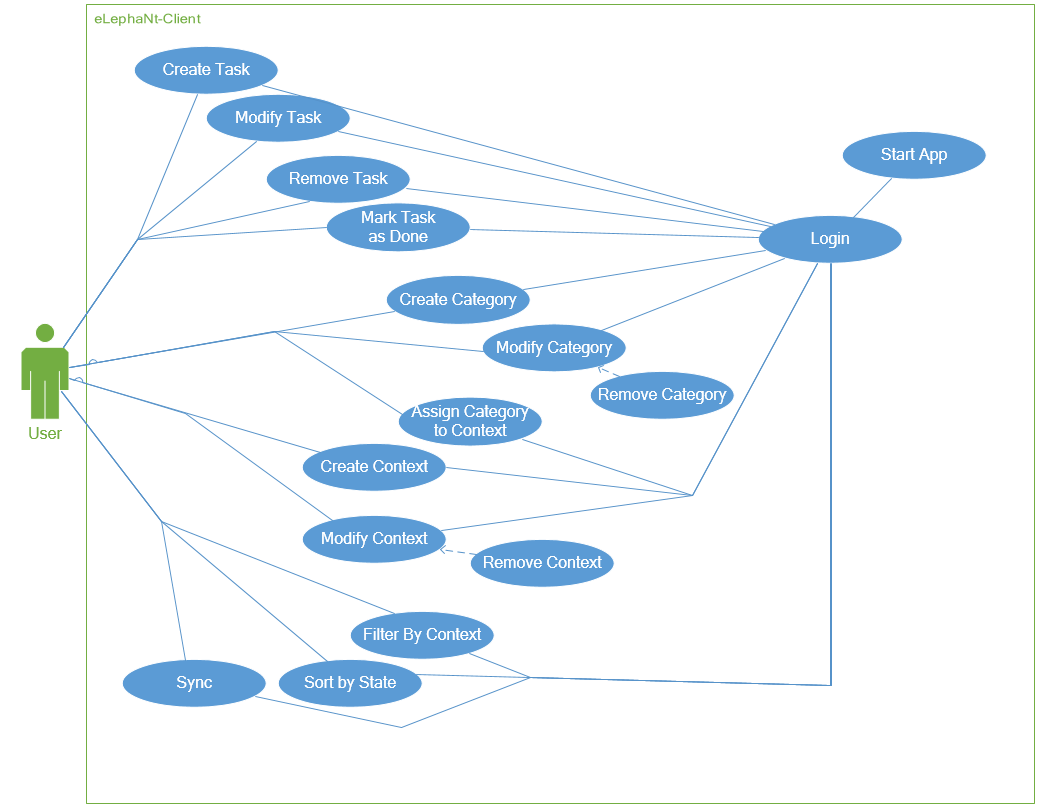 eLephaNt-Client
Create Task
Modify Task
Start App
Remove Task
Mark Task
as Done
Login
Create Category
Modify Category
Remove Category
Assign Category
to Context
User
Create Context
Modify Context
Remove Context
Filter By Context
Sync
Sort by State